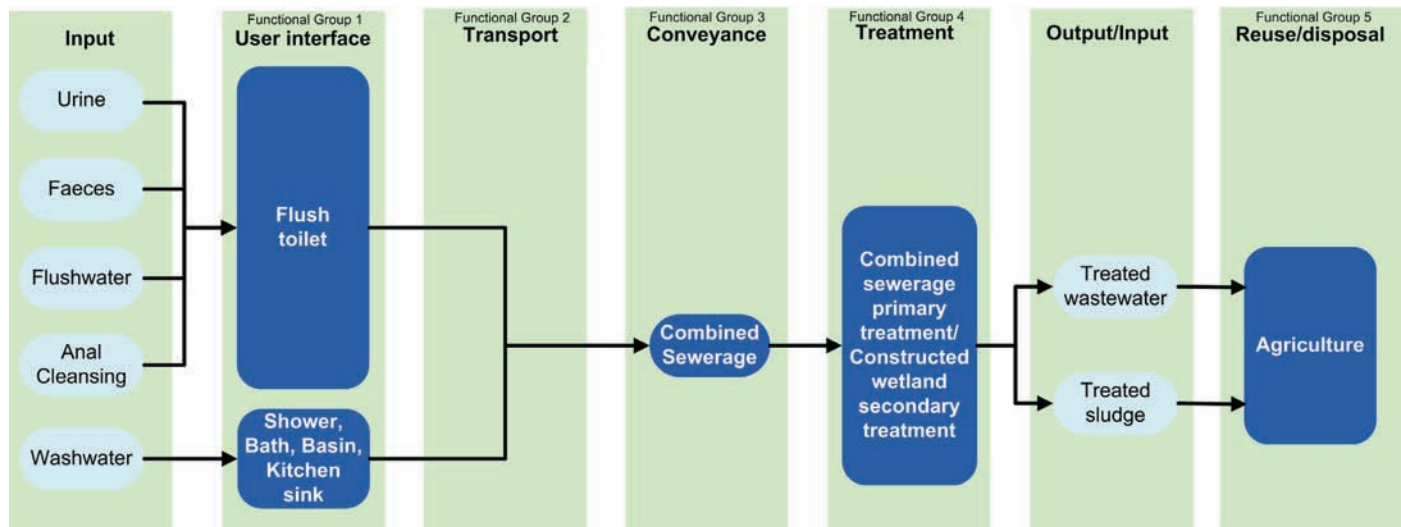 Input
Functional Group 1
User interface
Functional Group 2
Transport
Functional Group 3
Conveyance
Functional Group 4
Treatment
Output/Input
Functional Group 5
Reuse/disposal
Urine
Faeces
Flushwater
Anal
Cleansing
Washwater
Flush
toilet
Shower,
Bath, Basin,
Kitchen
sink
Combined
Sewerage
Combined
sewerage
primary
treatment/
Constructed
wetland
secondary
treatment
Treated
wastewater
Treated
sludge
Agriculture